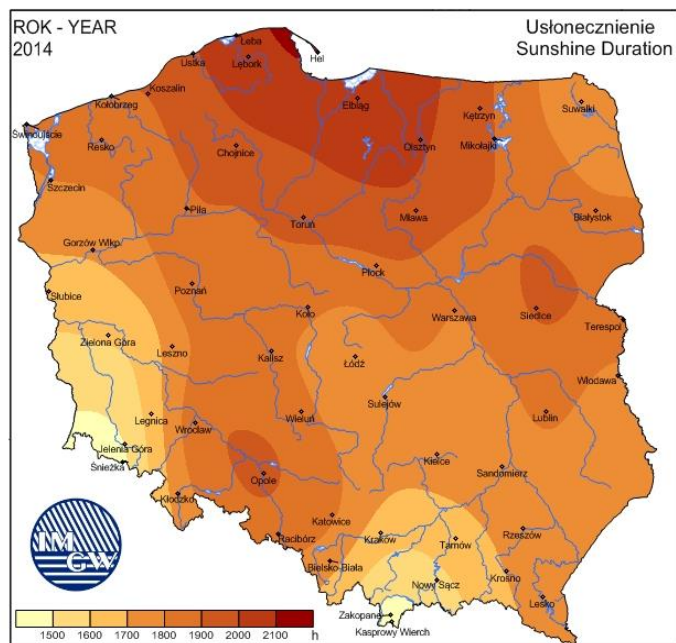 ROK - YEAR
2014
Usłonecznienie
Sunshine Duration
Łeba
Hel
Ustka
Lębork
Koszalin
Kołobrzeg
Elbląg
Suwałki
Kętrzyn
Świnoujście
Resko
Chojnice
Olsztyn
Mikołajki
Szczecin
Piła
Toruń
Mława
Białystok
Gorzów Wlkp.
Płock
Słubice
Poznań
Koło
Warszawa
Siedlce
Terespol
Zielona Góra
Leszno
Kalisz
Łódź
Włodawa
Sulejów
Legnica
Wrocław
Wieluń
Lublin
Jelenia Góra
Śnieżka
Opole
Kielce
Sandomierz
Kłodzko
Katowice
Racibórz
Kraków
Tarnów
Rzeszów
Bielsko-Biała
Nowy Sącz
Krosno
Lesko
Zakopane
Kasprowy Wierch
IM
GW
1500 1600 1700 1800 1900 2000 2100 h